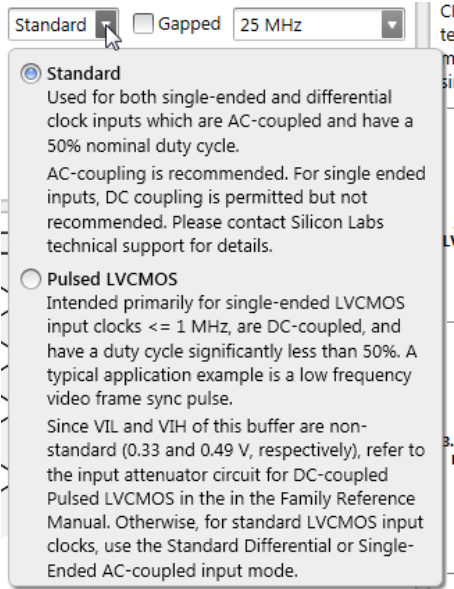 Standard Gapped 25 MHz
Standard
Used for both single-ended and differential
clock inputs which are AC-coupled and have a
50% nominal duty cycle.
AC-coupling is recommended. For single ended
inputs, DC coupling is permitted but not
recommended. Please contact Silicon Labs
technical support for details.
Pulsed LVCMOS
Intended primarily for single-ended LVCMOS
input clocks <= 1 MHz, are DC-coupled, and
have a duty cycle significantly less than 50%. A
typical application example is a low frequency
video frame sync pulse.
Since VIL and VIH of this buffer are non-
standard (0.33 and 0.49 V, respectively), refer to
the input attenuator circuit for DC-coupled
Pulsed LVCMOS in the in the Family Reference
Manual. Otherwise, for standard LVCMOS input
clocks, use the Standard Differential or Single-
Ended AC-coupled input mode.